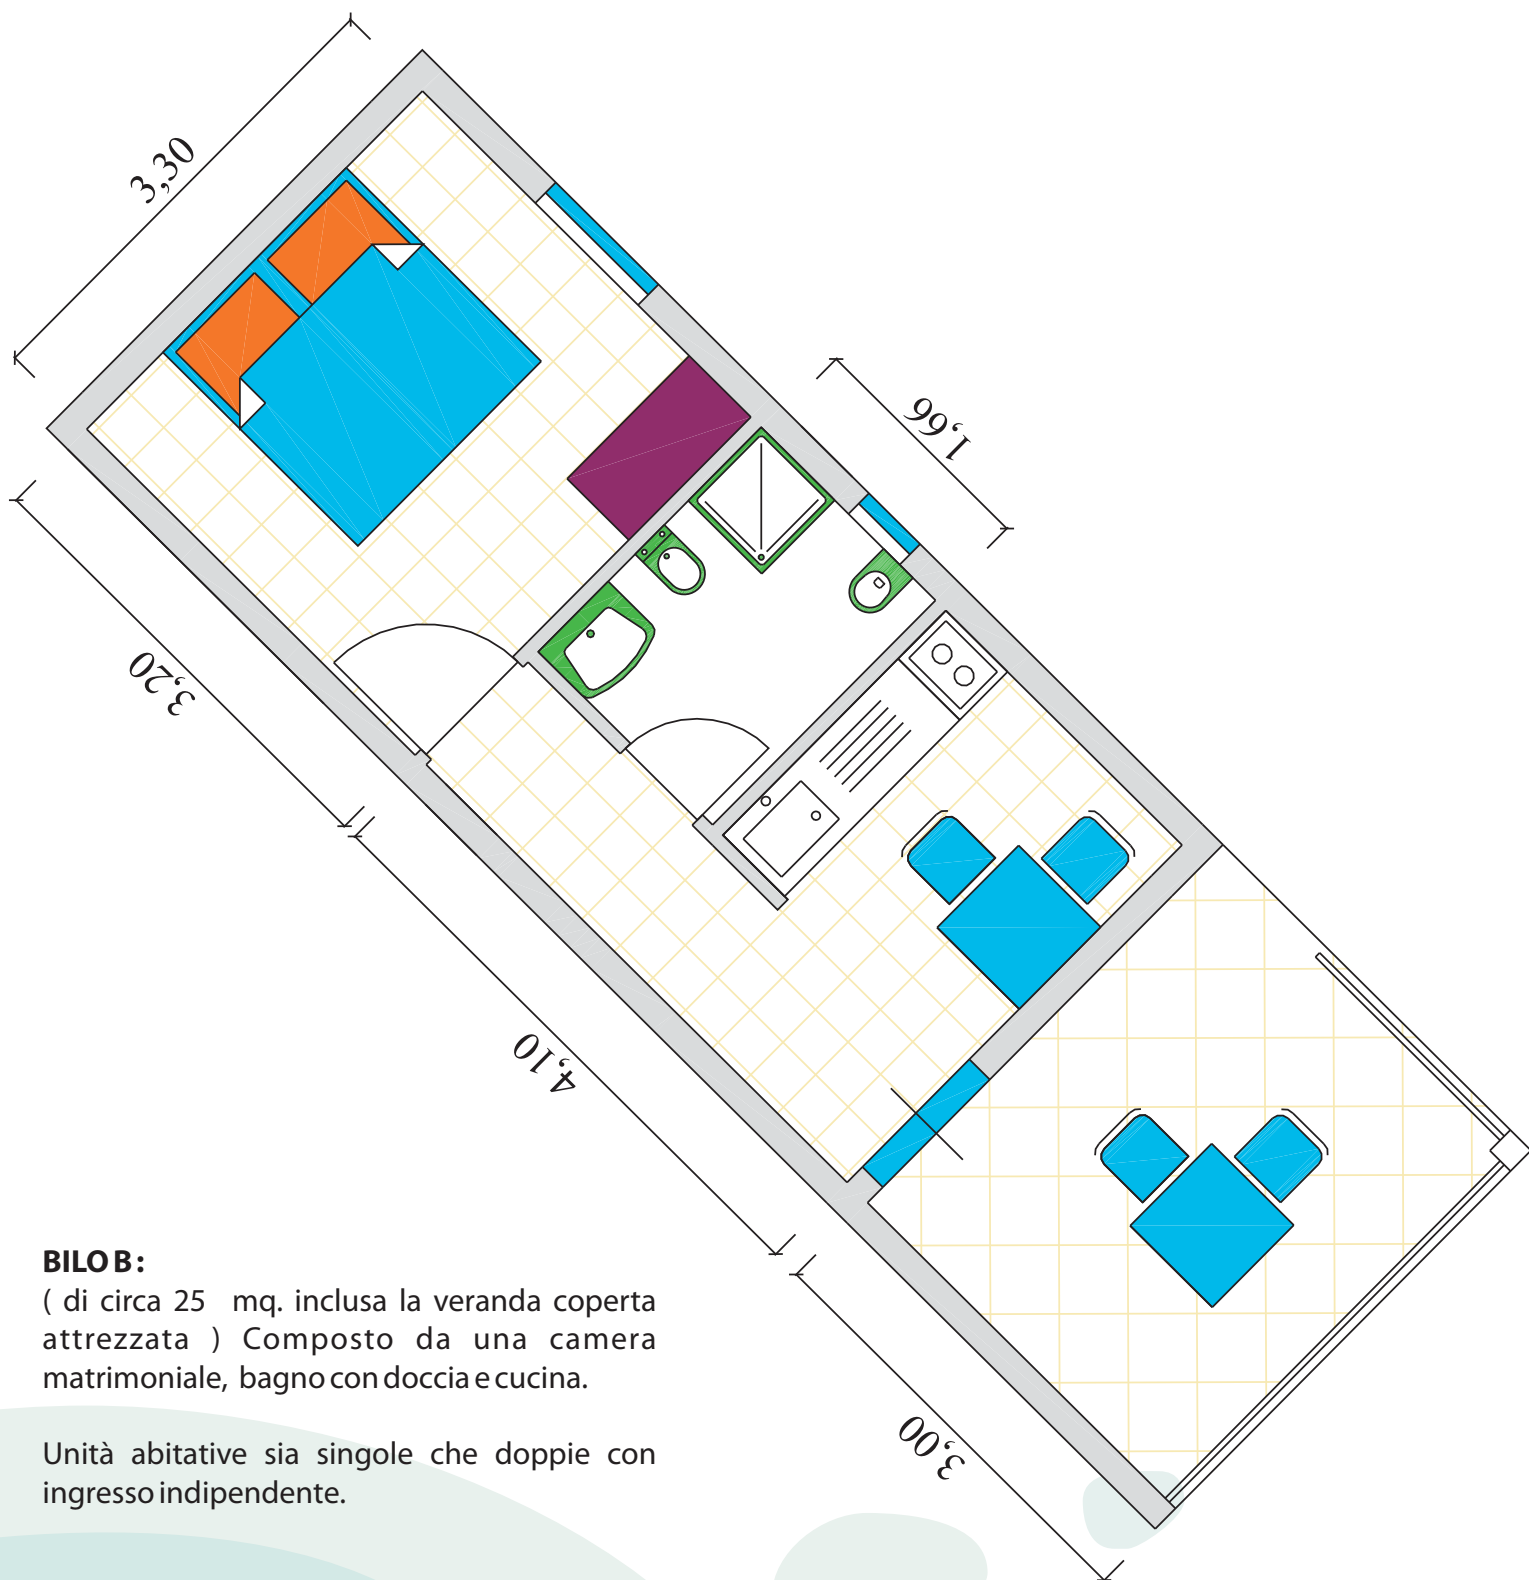 3,30
1,66
3,20
4,10
3,00
BILO B :
( di circa 25 mq. inclusa la veranda coperta
attrezzata ) Composto da una camera
matrimoniale, bagno con doccia e cucina.
Unità abitative sia singole che doppie con
ingresso indipendente.